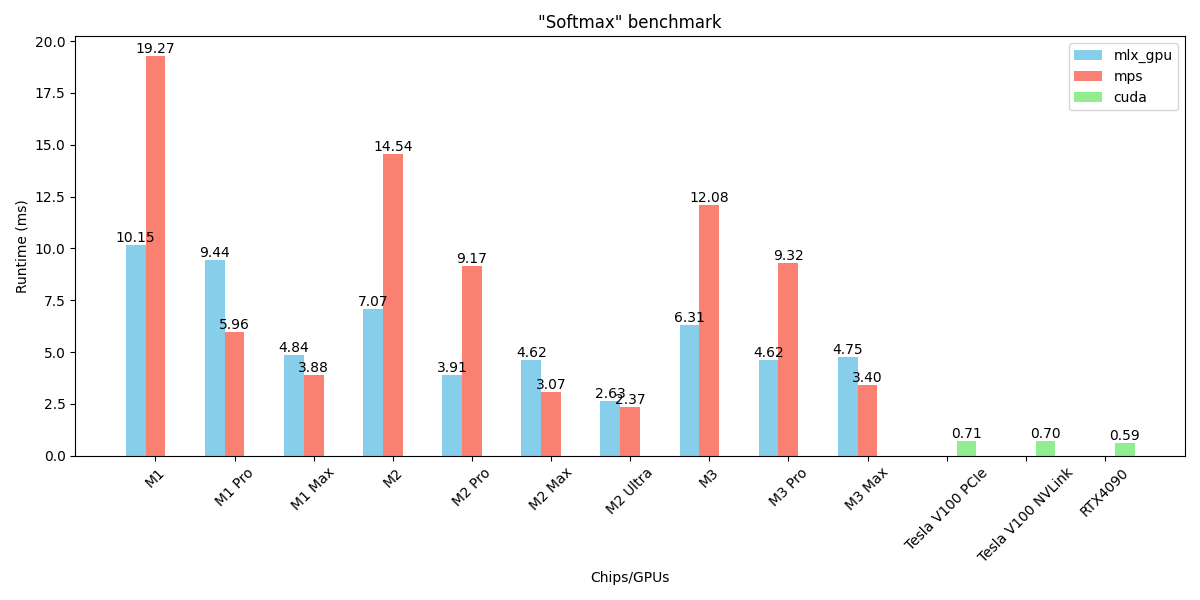 "Softmax" benchmark
20.0
17.5
15.0
12.5
10.0
7.5
5.0
2.5
0.0
Runtime (ms)
mlx_gpu
mps
cuda
10.15
19.27
9.44
5.96
4.84
3.88
7.07
14.54
3.91
9.17
4.62
3.07
2.63
2.37
6.31
12.08
4.62
9.32
4.75
3.40
0.71
0.70
0.59
M1
M1 Pro
M1 Max
M2
M2 Pro
M2 Max
M2 Ultra
M3
M3 Pro
M3 Max
Tesla V100 PCIe
Tesla V100 NVLink
RTX4090
Chips/GPUs